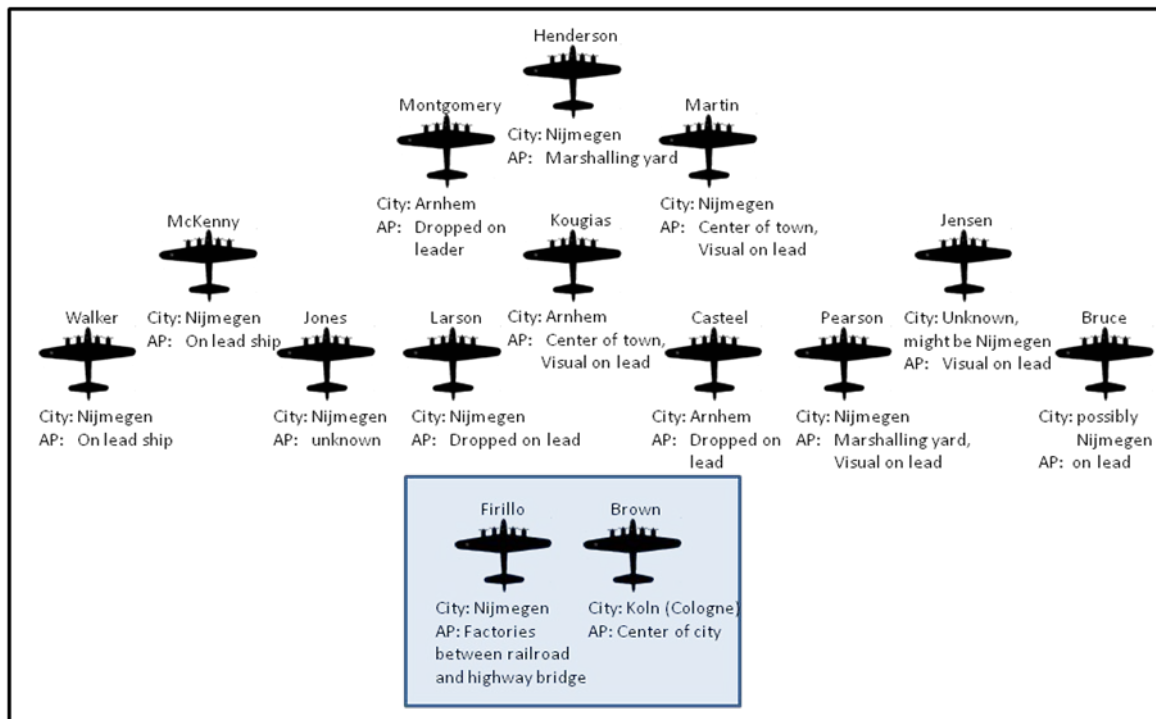 Henderson
City: Nijmegen
AP: Marshalling yard
Montgomery
City: Arnhem
AP: Dropped on
leader
Martin
City: Nijmegen
AP: Center of town,
Visual on lead
McKenny
City: Nijmegen
AP: On lead ship
Kougias
City: Arnhem
AP: Center of town,
Visual on lead
Jensen
City: Unknown,
might be Nijmegen
AP: Visual on lead
Walker
City: Nijmegen
AP: On lead ship
Jones
City: Nijmegen
AP: unknown
Larson
City: Nijmegen
AP: Dropped on lead
Casteel
City: Arnhem
AP: Dropped on
lead
Pearson
City: Nijmegen
AP: Marshalling yard,
Visual on lead
Bruce
City: possibly
Nijmegen
AP: on lead
Firillo
City: Nijmegen
AP: Factories
between railroad
and highway bridge
Brown
City: Koln (Cologne)
AP: Center of city